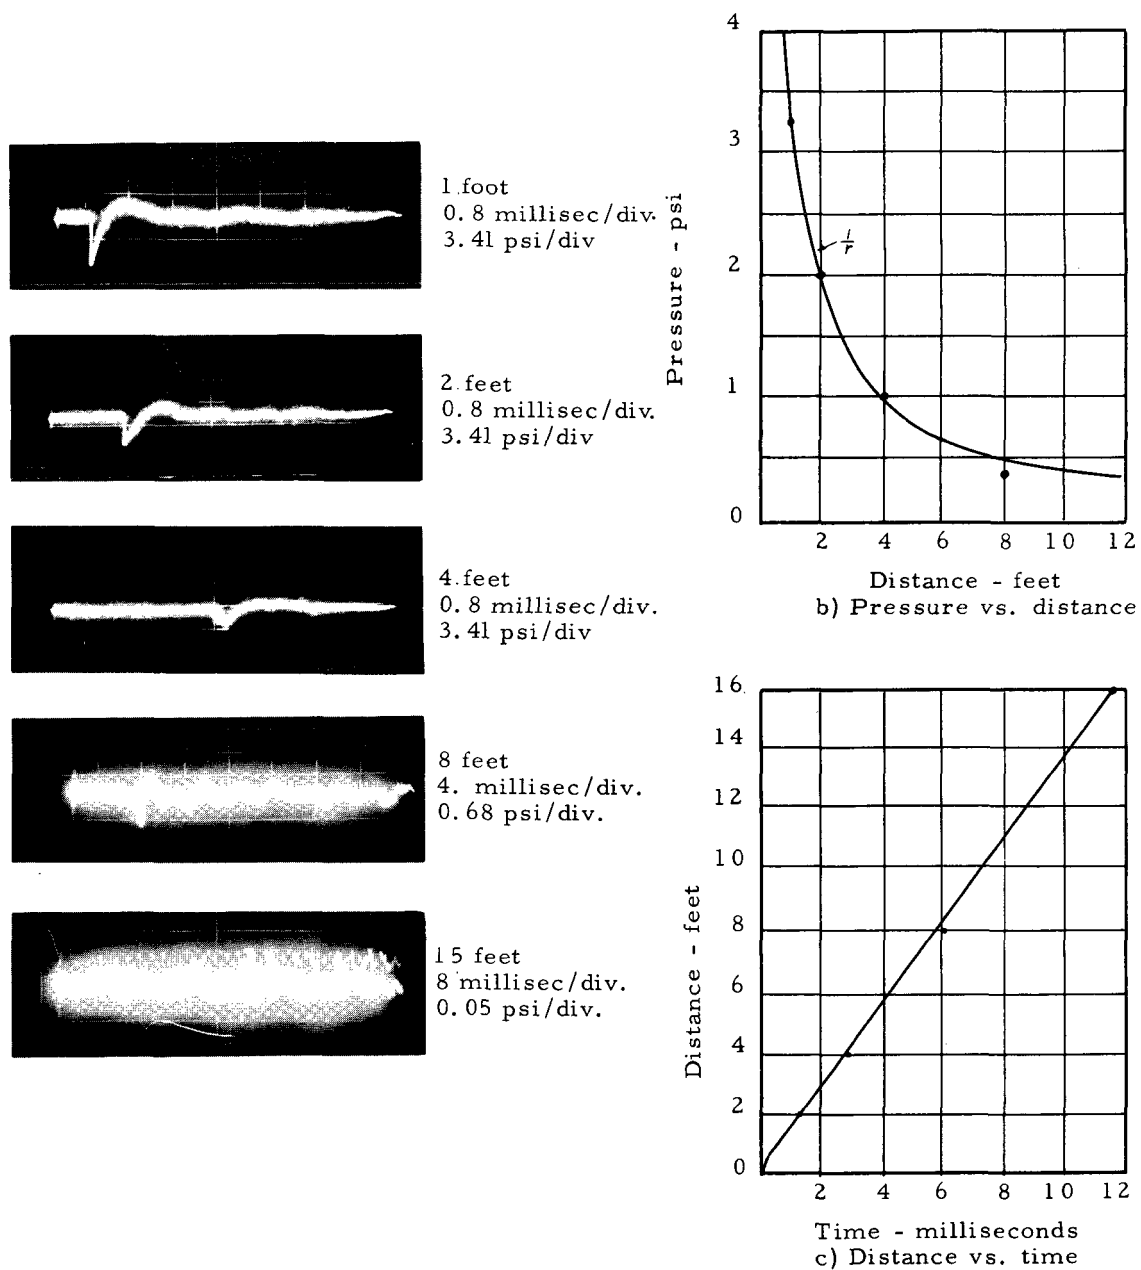 1 foot
0.8 millisec/div.
3.41 psi/div
2 feet
0.8 millisec/div.
3.41 psi/div
4 feet
0.8 millisec/div.
3.41 psi/div
8 feet
4. millisec/div.
0.68 psi/div.
15 feet
8 millisec/div.
0.05 psi/div.
4
3
2
1
0
Pressure - psi
1/r
2 4 6 8 10 12
Distance - feet
b) Pressure vs. distance
16
14
12
10
8
6
4
2
0
Distance - feet
2 4 6 8 10 12
Time - milliseconds
c) Distance vs. time